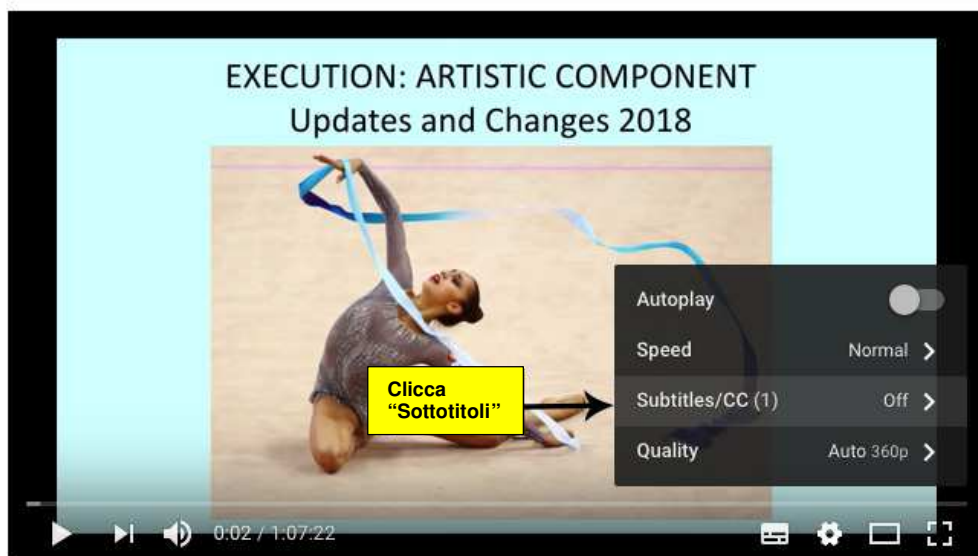 EXECUTION: ARTISTIC COMPONENT
Updates and Changes 2018
Autoplay
Speed Normal
Clicca
“Sottotitoli”
Subtitles/CC (1) Off
Quality Auto 360p
0:02 / 1:07:22